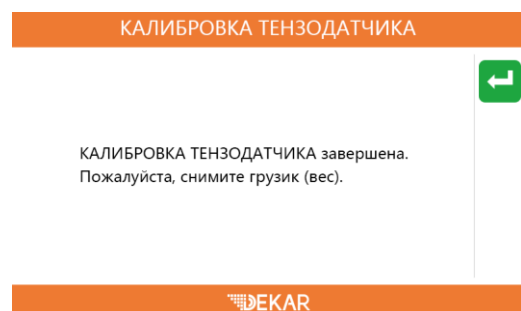 КАЛИБРОВКА ТЕНЗОДАТЧИКА
КАЛИБРОВКА ТЕНЗОДАТЧИКА завершена.
Пожалуйста, снимите грузик (вес).
DEKAR